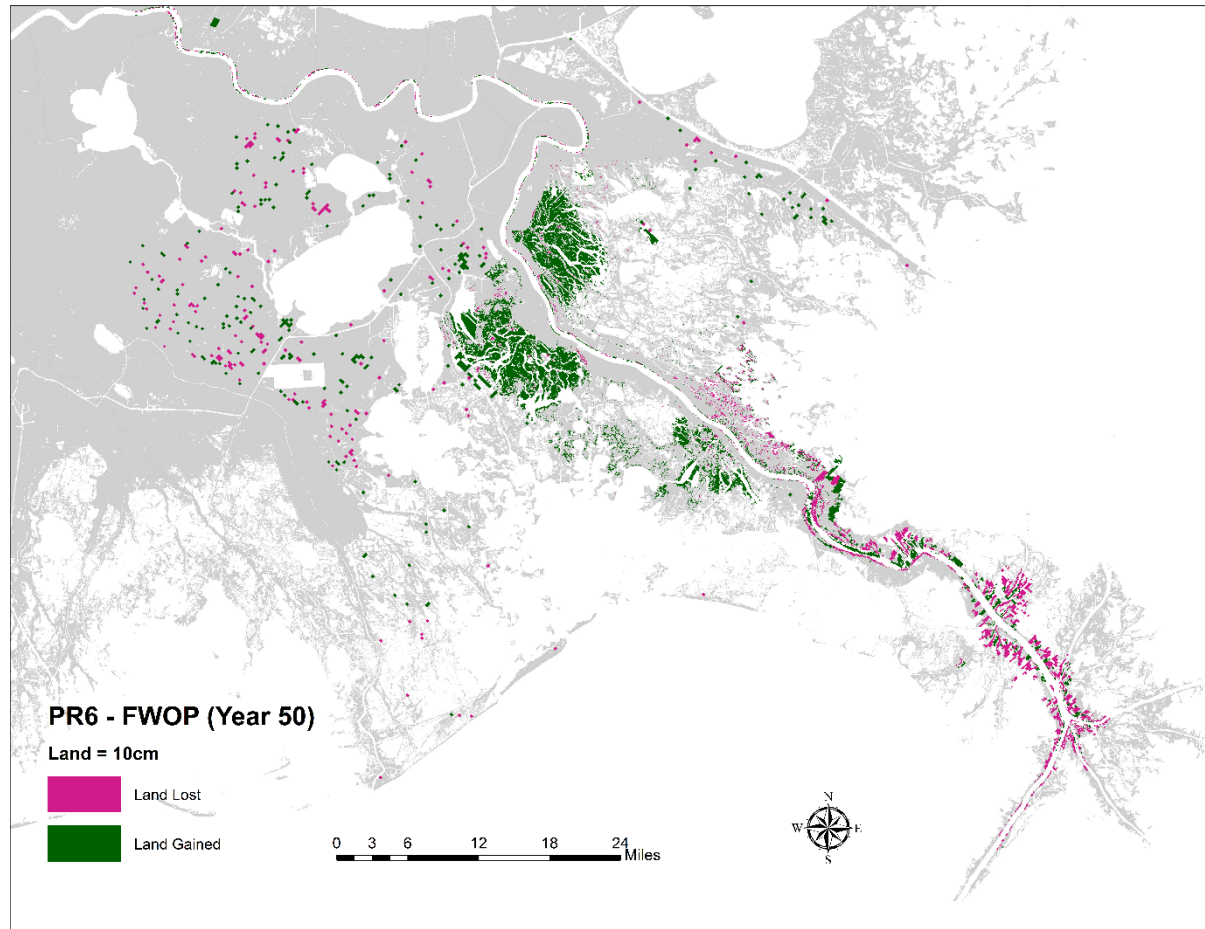 PR6 - FWOP (Year 50)
Land = 10cm
Land Lost
Land Gained
0 3 6 12 18 24
Miles
N
W E
S